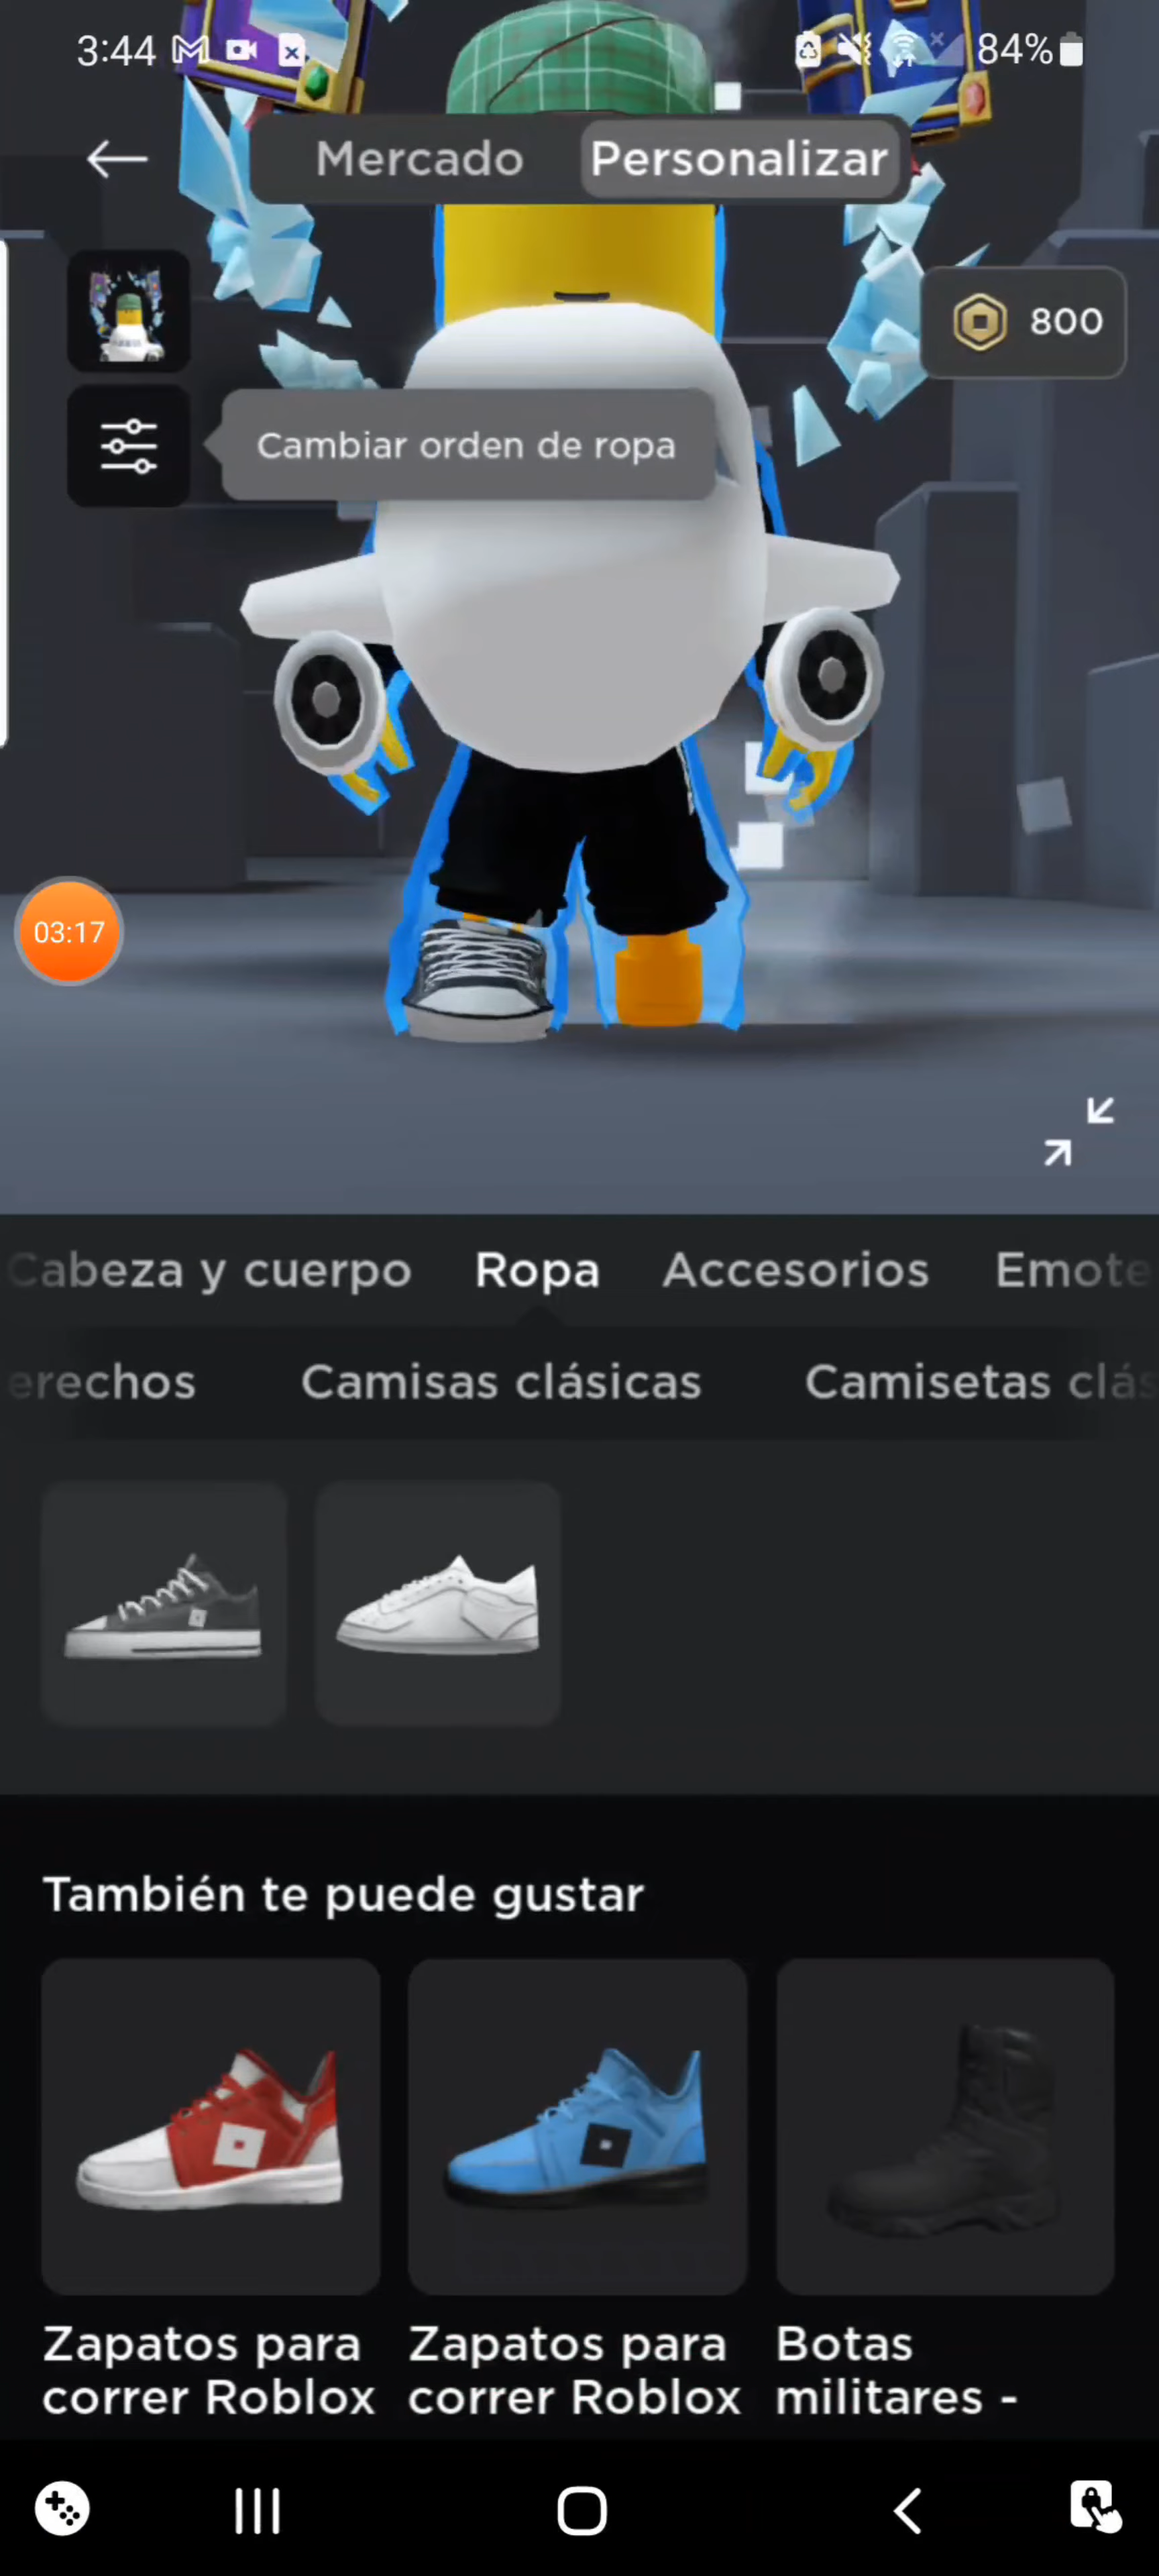 3:44
84%
Mercado
Personalizar
800
Cambiar orden de ropa
03:17
Cabeza y cuerpo
Ropa
Accesorios
Emote
erechos
Camisas clásicas
Camisetas clás
También te puede gustar
Zapatos para
correr Roblox
Zapatos para
correr Roblox
Botas
militares -